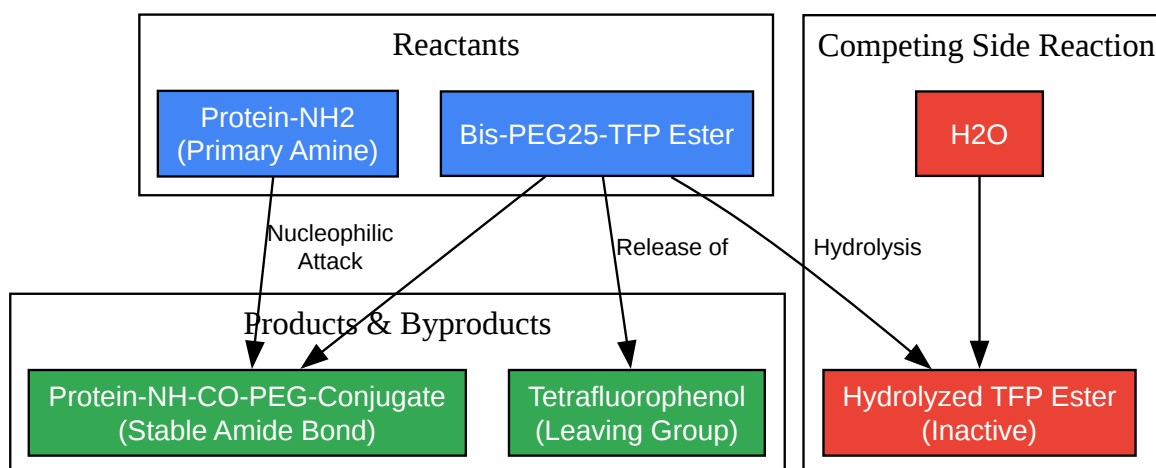 Reactants
Competing Side Reaction
Protein-NH2
(Primary Amine)
Bis-PEG25-TFP Ester
H2O
Nucleophilic
Attack
Release of
Hydrolysis
Products & Byproducts
Protein-NH-CO-PEG-Conjugate
(Stable Amide Bond)
Tetrafluorophenol
(Leaving Group)
Hydrolyzed TFP Ester
(Inactive)